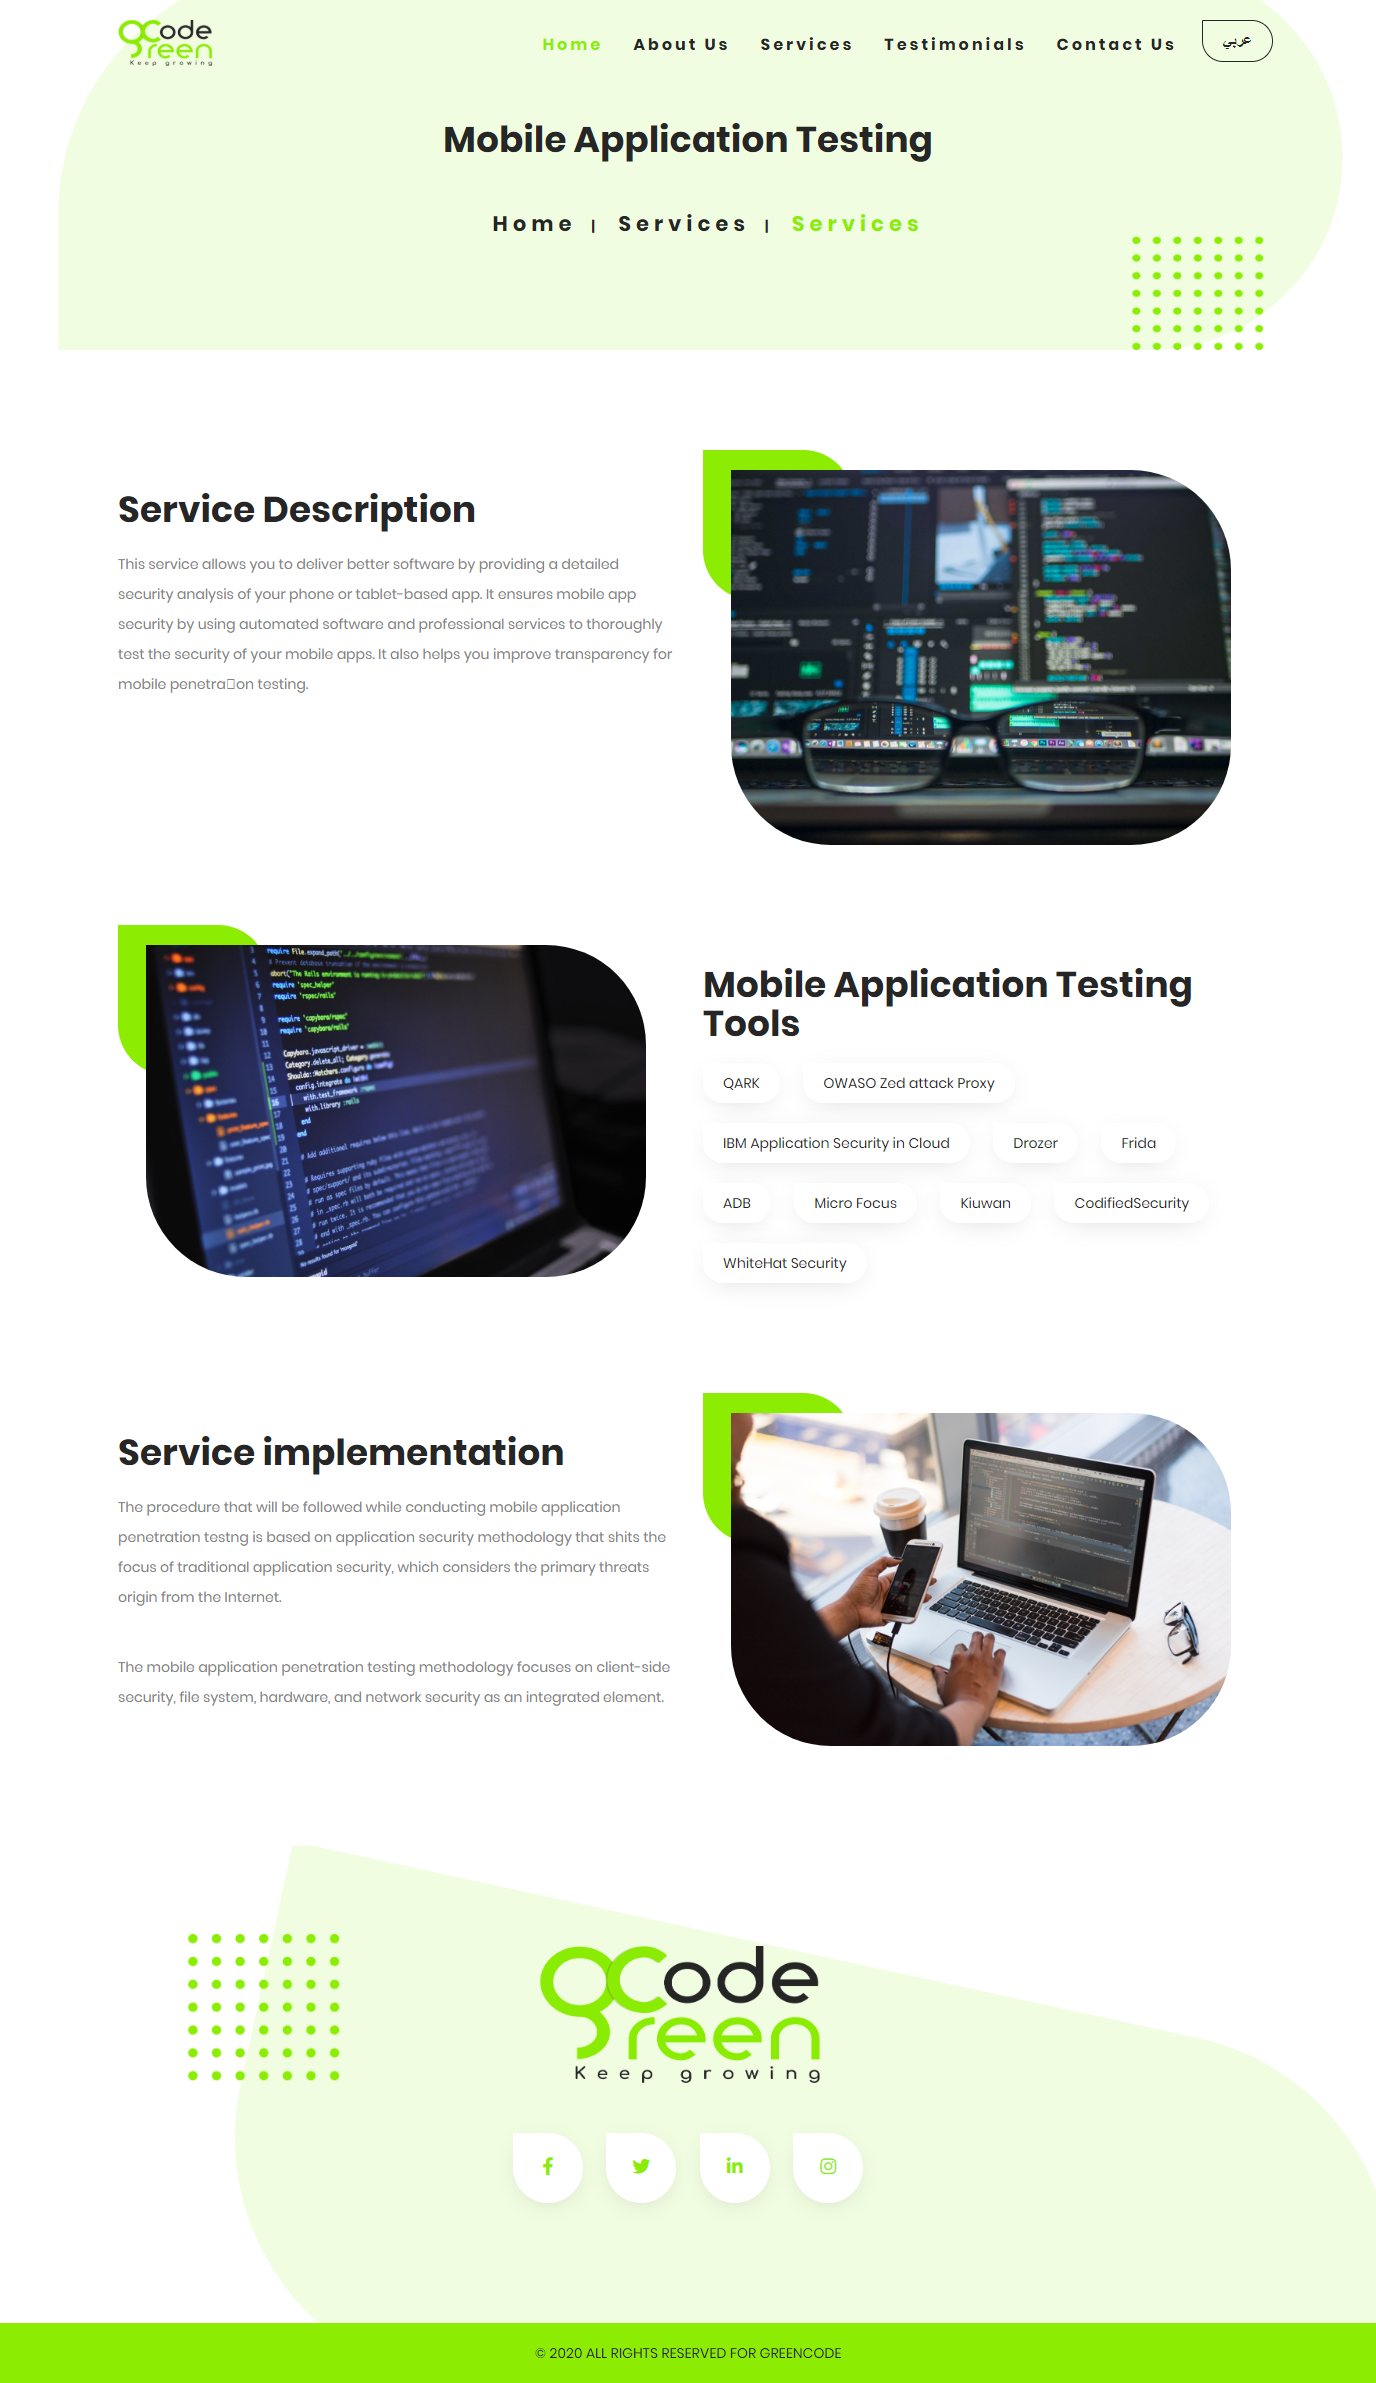 gCode
green
Keep growing
Home About Us Services Testimonials Contact Us عربي
Mobile Application Testing
Home | Services | Services
Service Description
This service allows you to deliver better software by providing a detailed
security analysis of your phone or tablet-based app. It ensures mobile app
security by using automated software and professional services to thoroughly
test the security of your mobile apps. It also helps you improve transparency for
mobile penetra▯on testing.
Mobile Application Testing
Tools
QARK OWASO Zed attack Proxy
IBM Application Security in Cloud Drozer Frida
ADB Micro Focus Kiuwan CodifiedSecurity
WhiteHat Security
Service implementation
The procedure that will be followed while conducting mobile application
penetration testng is based on application security methodology that shits the
focus of traditional application security, which considers the primary threats
origin from the Internet.
The mobile application penetration testing methodology focuses on client-side
security, file system, hardware, and network security as an integrated element.
gCode
green
Keep growing
© 2020 ALL RIGHTS RESERVED FOR GREENCODE